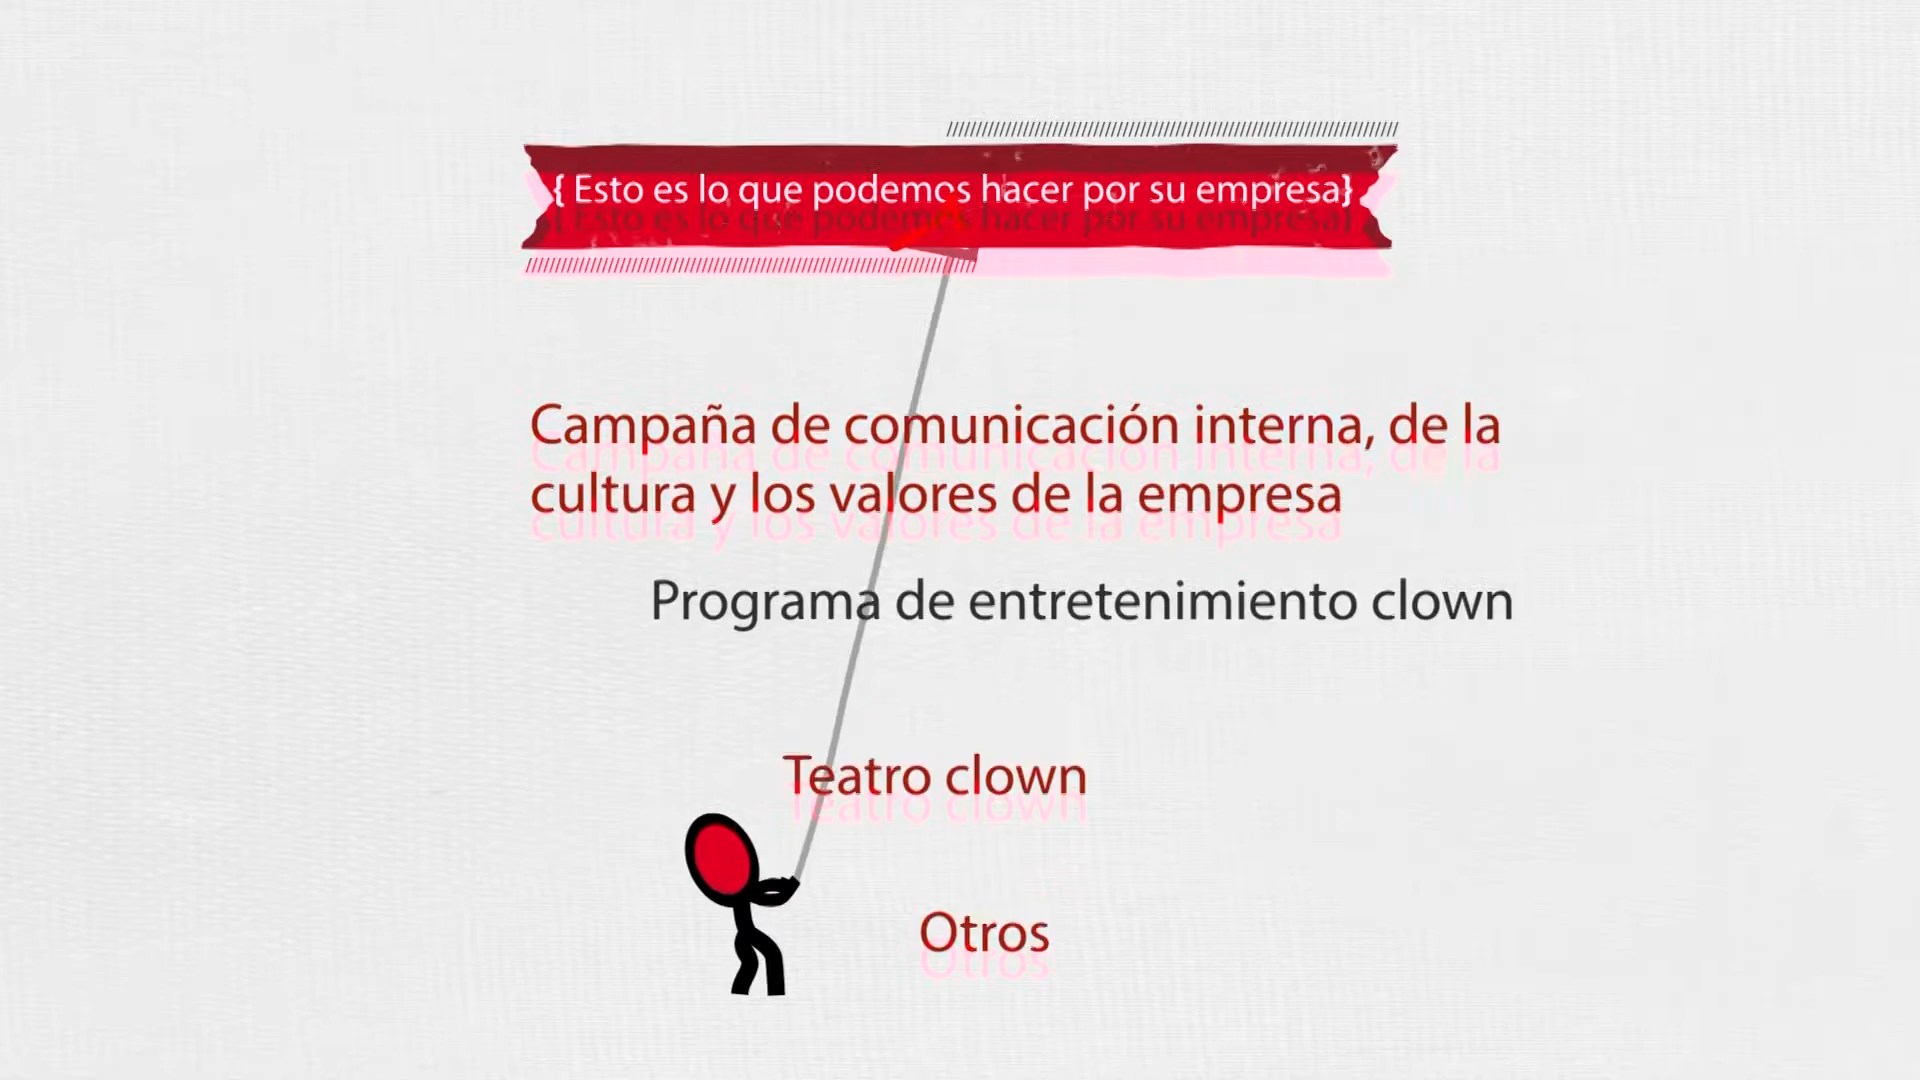 { Esto es lo que podemos hacer por su empresa}
Campaña de comunicación interna, de la
cultura y los valores de la empresa
Programa de entretenimiento clown
Teatro clown
Otros